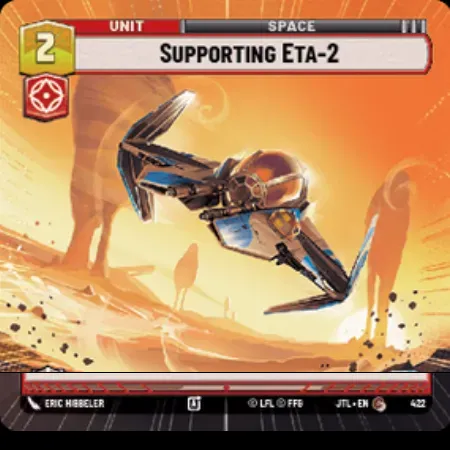 UNIT
SPACE
2
SUPPORTING ETA-2
ERIC HIBBELER
© LFL © FFG
JTL • EN
422